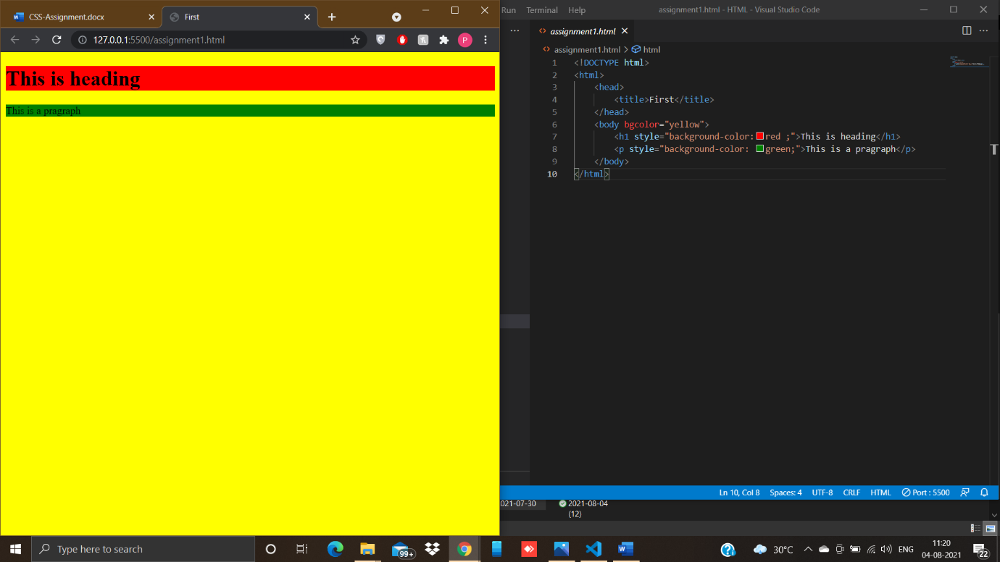 CSS-Assignment.docx
First
127.0.0.1:5500/assignment1.html
P
This is heading
This is a pragraph
Run Terminal Help
assignment1.html - HTML - Visual Studio Code
assignment1.html
assignment1.html > html
1 <!DOCTYPE html>
2 <html>
3 <head>
4 <title>First</title>
5 </head>
6 <body bgcolor="yellow">
7 <h1 style="background-color:red ;">This is heading</h1>
8 <p style="background-color: green;">This is a pragraph</p>
9 </body>
10 </html>
Ln 10, Col 8 Spaces: 4 UTF-8 CRLF HTML Port : 5500
021-07-30
2021-08-04
(12)
Type here to search
99+
30°C
ENG
11:20
04-08-2021
22